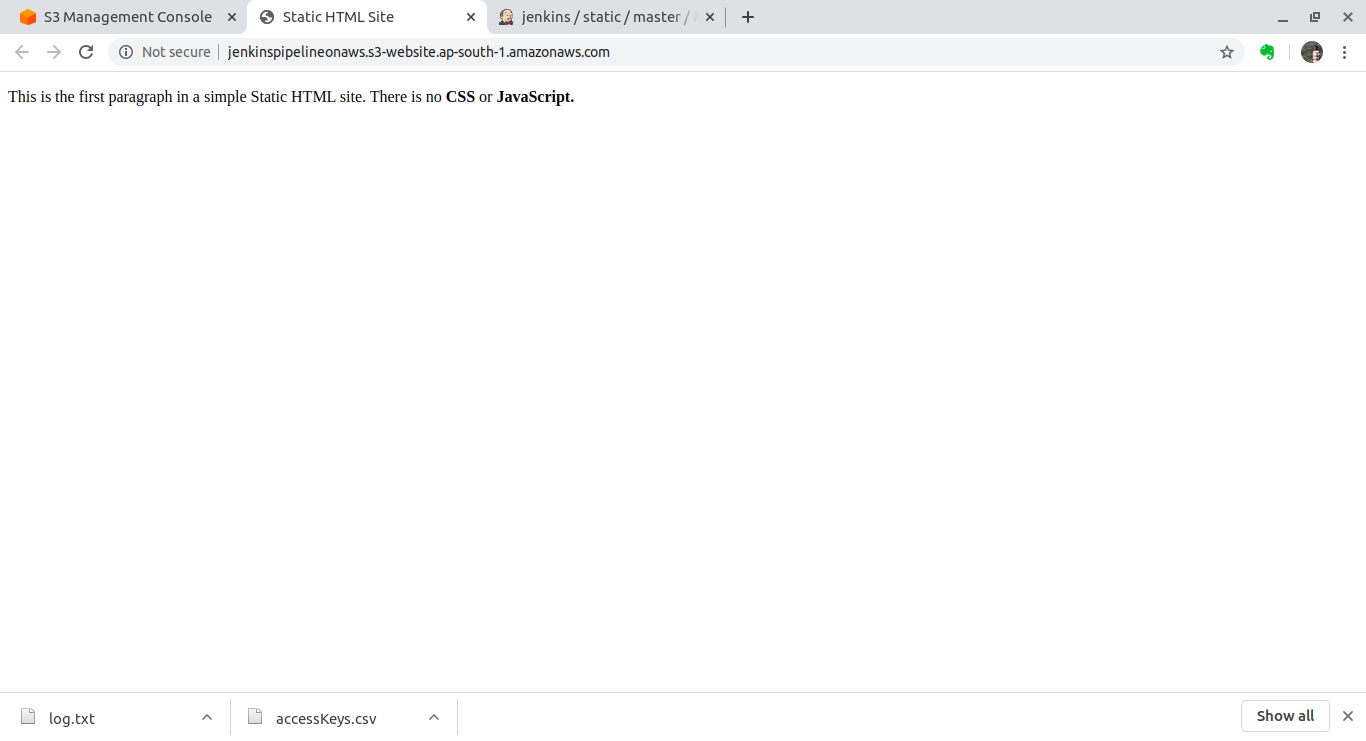 S3 Management Console
Static HTML Site
jenkins / static / master /
Not secure
jenkinspipelineonaws.s3-website.ap-south-1.amazonaws.com
This is the first paragraph in a simple Static HTML site. There is no CSS or JavaScript.
log.txt
accessKeys.csv
Show all